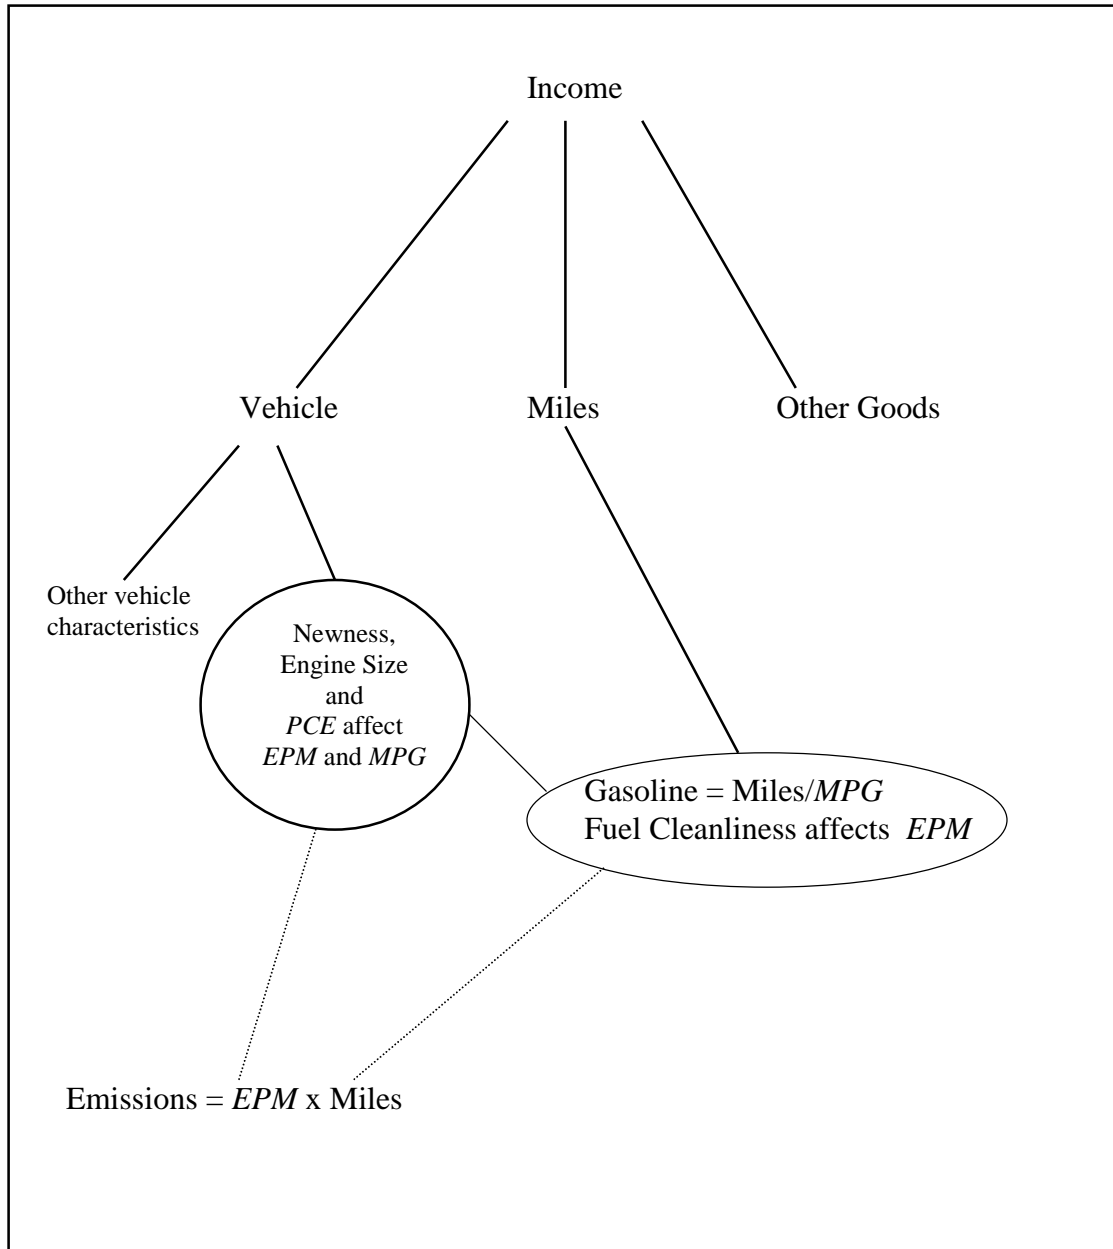 Income
Vehicle
Miles
Other Goods
Other vehicle
characteristics
Newness,
Engine Size
and
PCE affect
EPM and MPG
Gasoline = Miles/MPG
Fuel Cleanliness affects EPM
Emissions = EPM x Miles